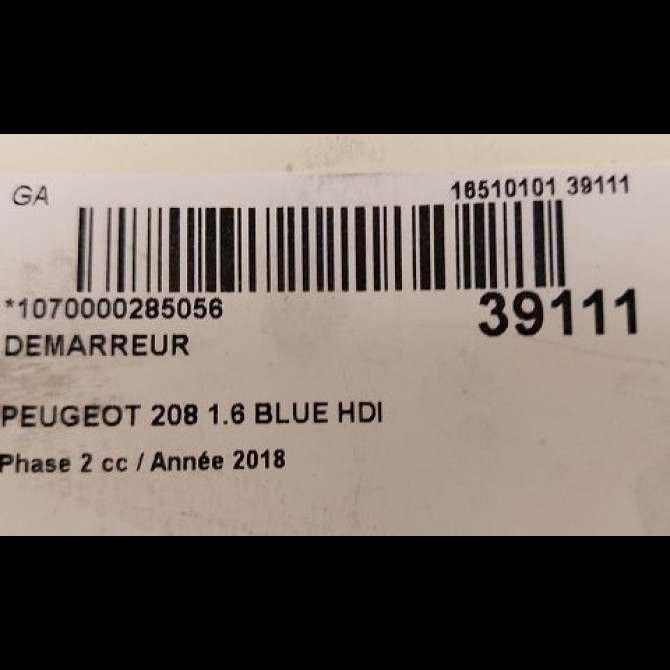 GA
16510101 39111
*1070000285056
39111
DEMARREUR
PEUGEOT 208 1.6 BLUE HDI
Phase 2 cc / Année 2018